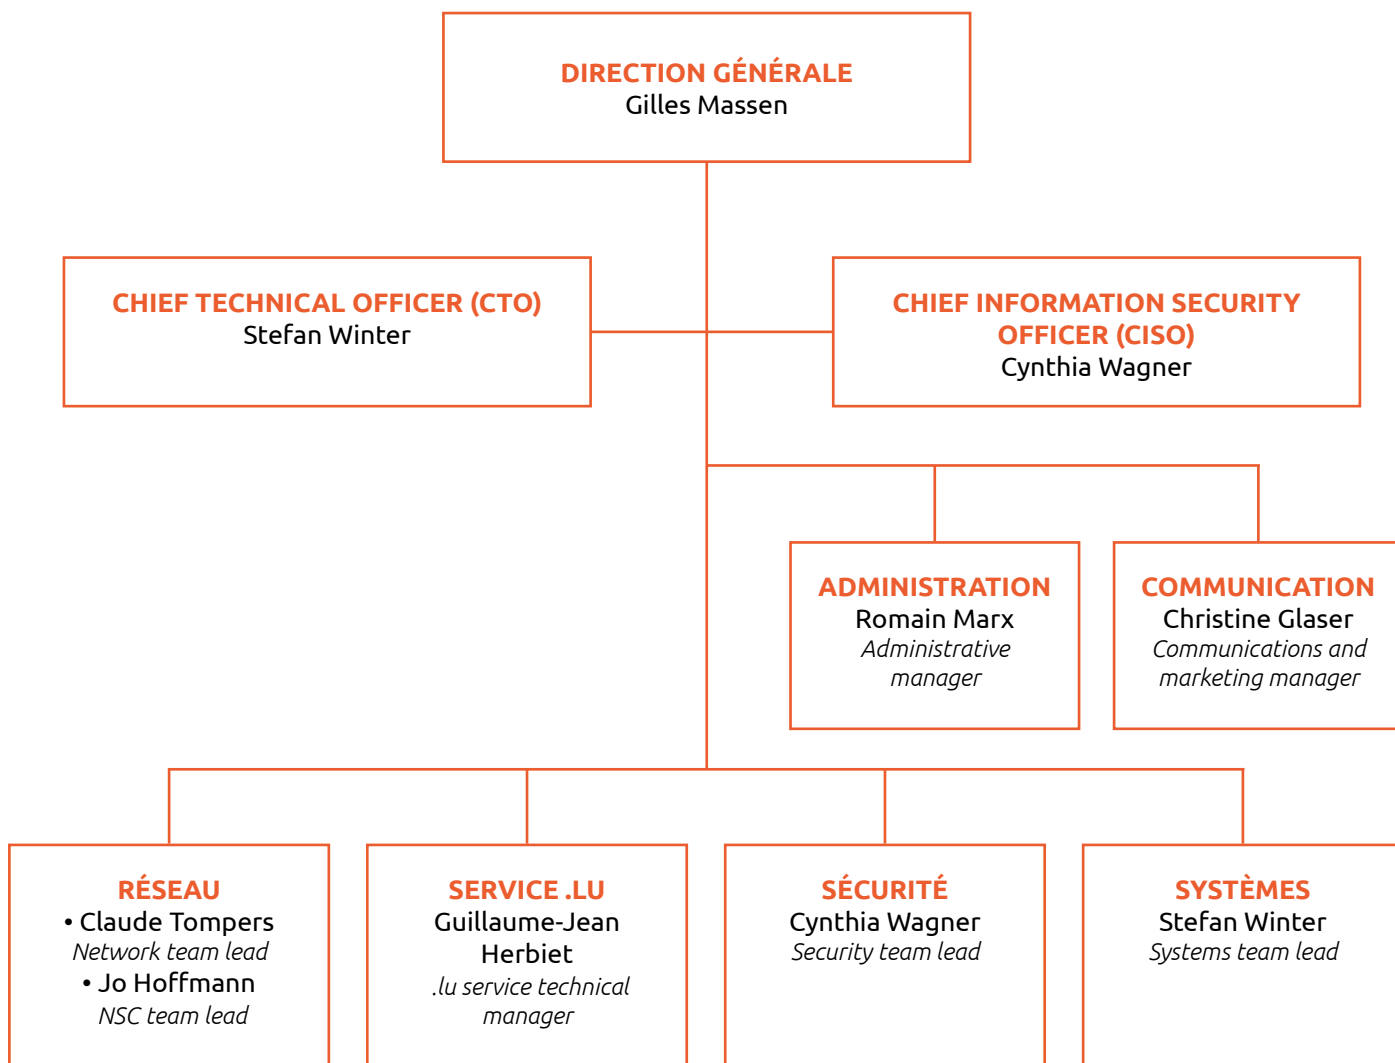 DIRECTION GÉNÉRALE
Gilles Massen
CHIEF TECHNICAL OFFICER (CTO)
Stefan Winter
CHIEF INFORMATION SECURITY
OFFICER (CISO)
Cynthia Wagner
ADMINISTRATION
Romain Marx
Administrative
manager
COMMUNICATION
Christine Glaser
Communications and
marketing manager
RÉSEAU
• Claude Tompers
Network team lead
• Jo Hoffmann
NSC team lead
SERVICE .LU
Guillaume-Jean
Herbiet
.lu service technical
manager
SÉCURITÉ
Cynthia Wagner
Security team lead
SYSTÈMES
Stefan Winter
Systems team lead